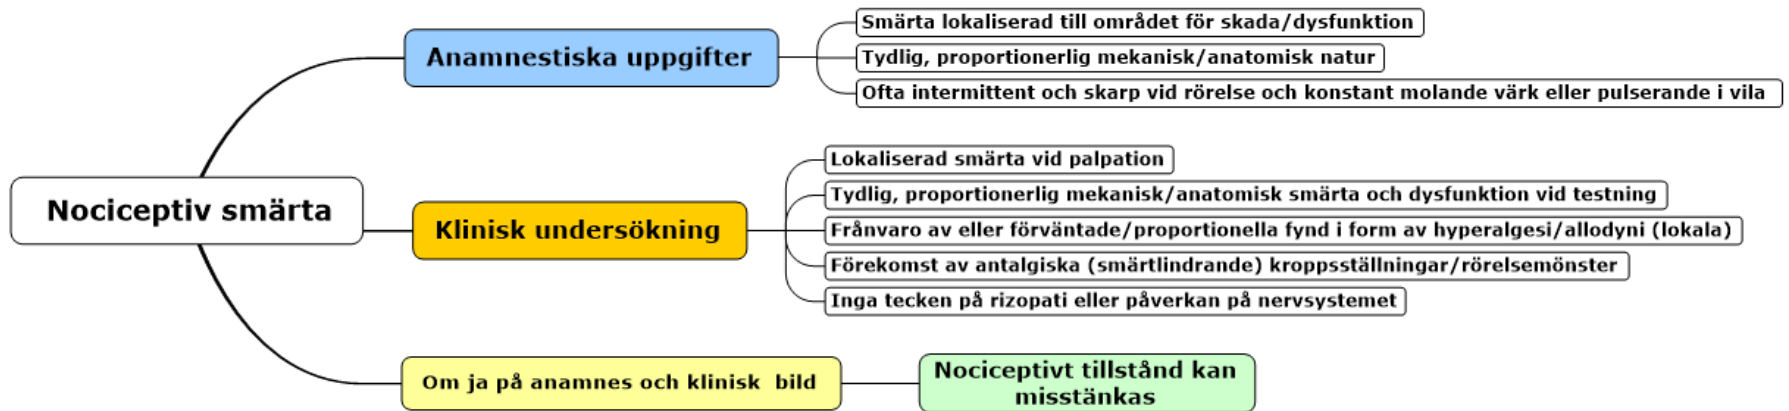 Nociceptiv smärta
Anamnestiska uppgifter
Smärta lokaliserad till området för skada/dysfunktion
Tydlig, proportionerlig mekanisk/anatomisk natur
Ofta intermittent och skarp vid rörelse och konstant molande värk eller pulserande i vila
Klinisk undersökning
Lokaliserad smärta vid palpation
Tydlig, proportionerlig mekanisk/anatomisk smärta och dysfunktion vid testning
Frånvaro av eller förväntade/proportionella fynd i form av hyperalgesi/allodyni (lokala)
Förekomst av antalgiska (smärtlindrande) kroppsställningar/rörelsemönster
Inga tecken på rizopati eller påverkan på nervsystemet
Om ja på anamnes och klinisk bild
Nociceptivt tillstånd kan
misstänkas